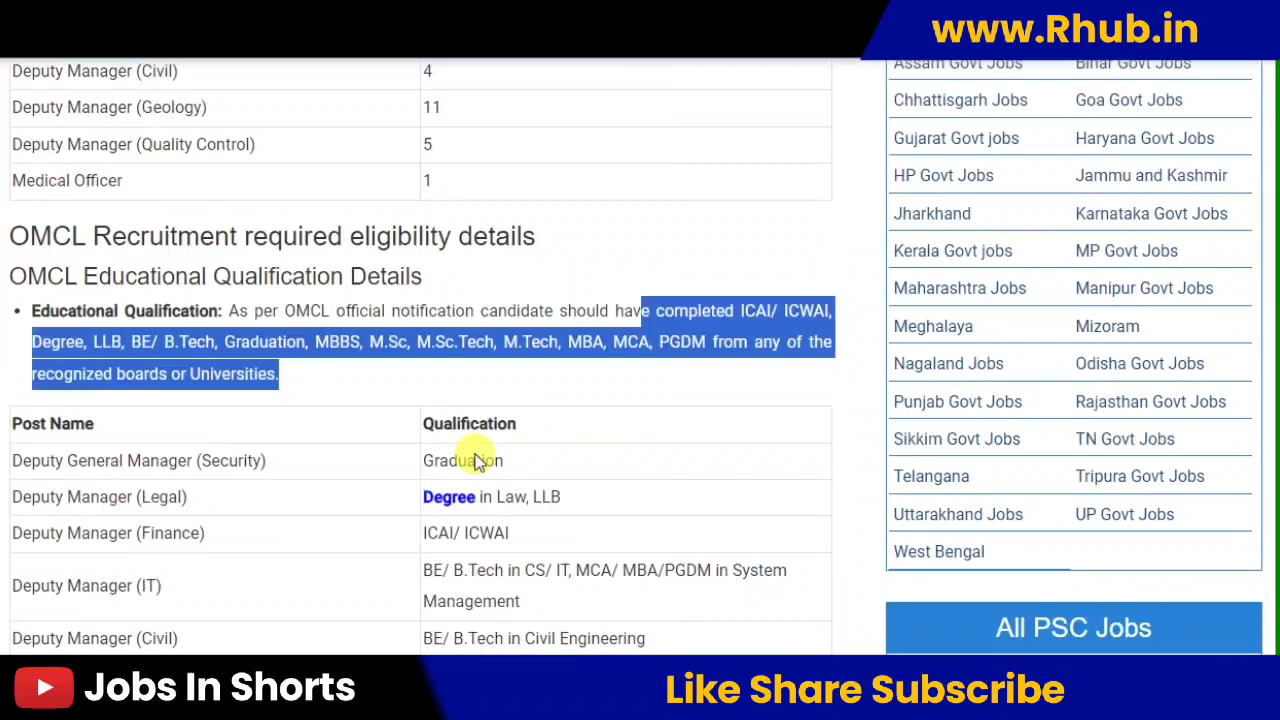 www.Rhub.in
Deputy Manager (Civil) 4
Deputy Manager (Geology) 11
Deputy Manager (Quality Control) 5
Medical Officer 1
OMCL Recruitment required eligibility details
OMCL Educational Qualification Details
• Educational Qualification: As per OMCL official notification candidate should have completed ICAI/ ICWAI,
Degree, LLB, BE/ B.Tech, Graduation, MBBS, M.Sc, M.Sc.Tech, M.Tech, MBA, MCA, PGDM from any of the
recognized boards or Universities.
Post Name Qualification
Deputy General Manager (Security) Graduation
Deputy Manager (Legal) Degree in Law, LLB
Deputy Manager (Finance) ICAI/ ICWAI
Deputy Manager (IT) BE/ B.Tech in CS/ IT, MCA/ MBA/PGDM in System
Management
Deputy Manager (Civil) BE/ B.Tech in Civil Engineering
Assam Govt Jobs Bihar Govt Jobs
Chhattisgarh Jobs Goa Govt Jobs
Gujarat Govt jobs Haryana Govt Jobs
HP Govt Jobs Jammu and Kashmir
Jharkhand Karnataka Govt Jobs
Kerala Govt jobs MP Govt Jobs
Maharashtra Jobs Manipur Govt Jobs
Meghalaya Mizoram
Nagaland Jobs Odisha Govt Jobs
Punjab Govt Jobs Rajasthan Govt Jobs
Sikkim Govt Jobs TN Govt Jobs
Telangana Tripura Govt Jobs
Uttarakhand Jobs UP Govt Jobs
West Bengal
All PSC Jobs
Jobs In Shorts
Like Share Subscribe